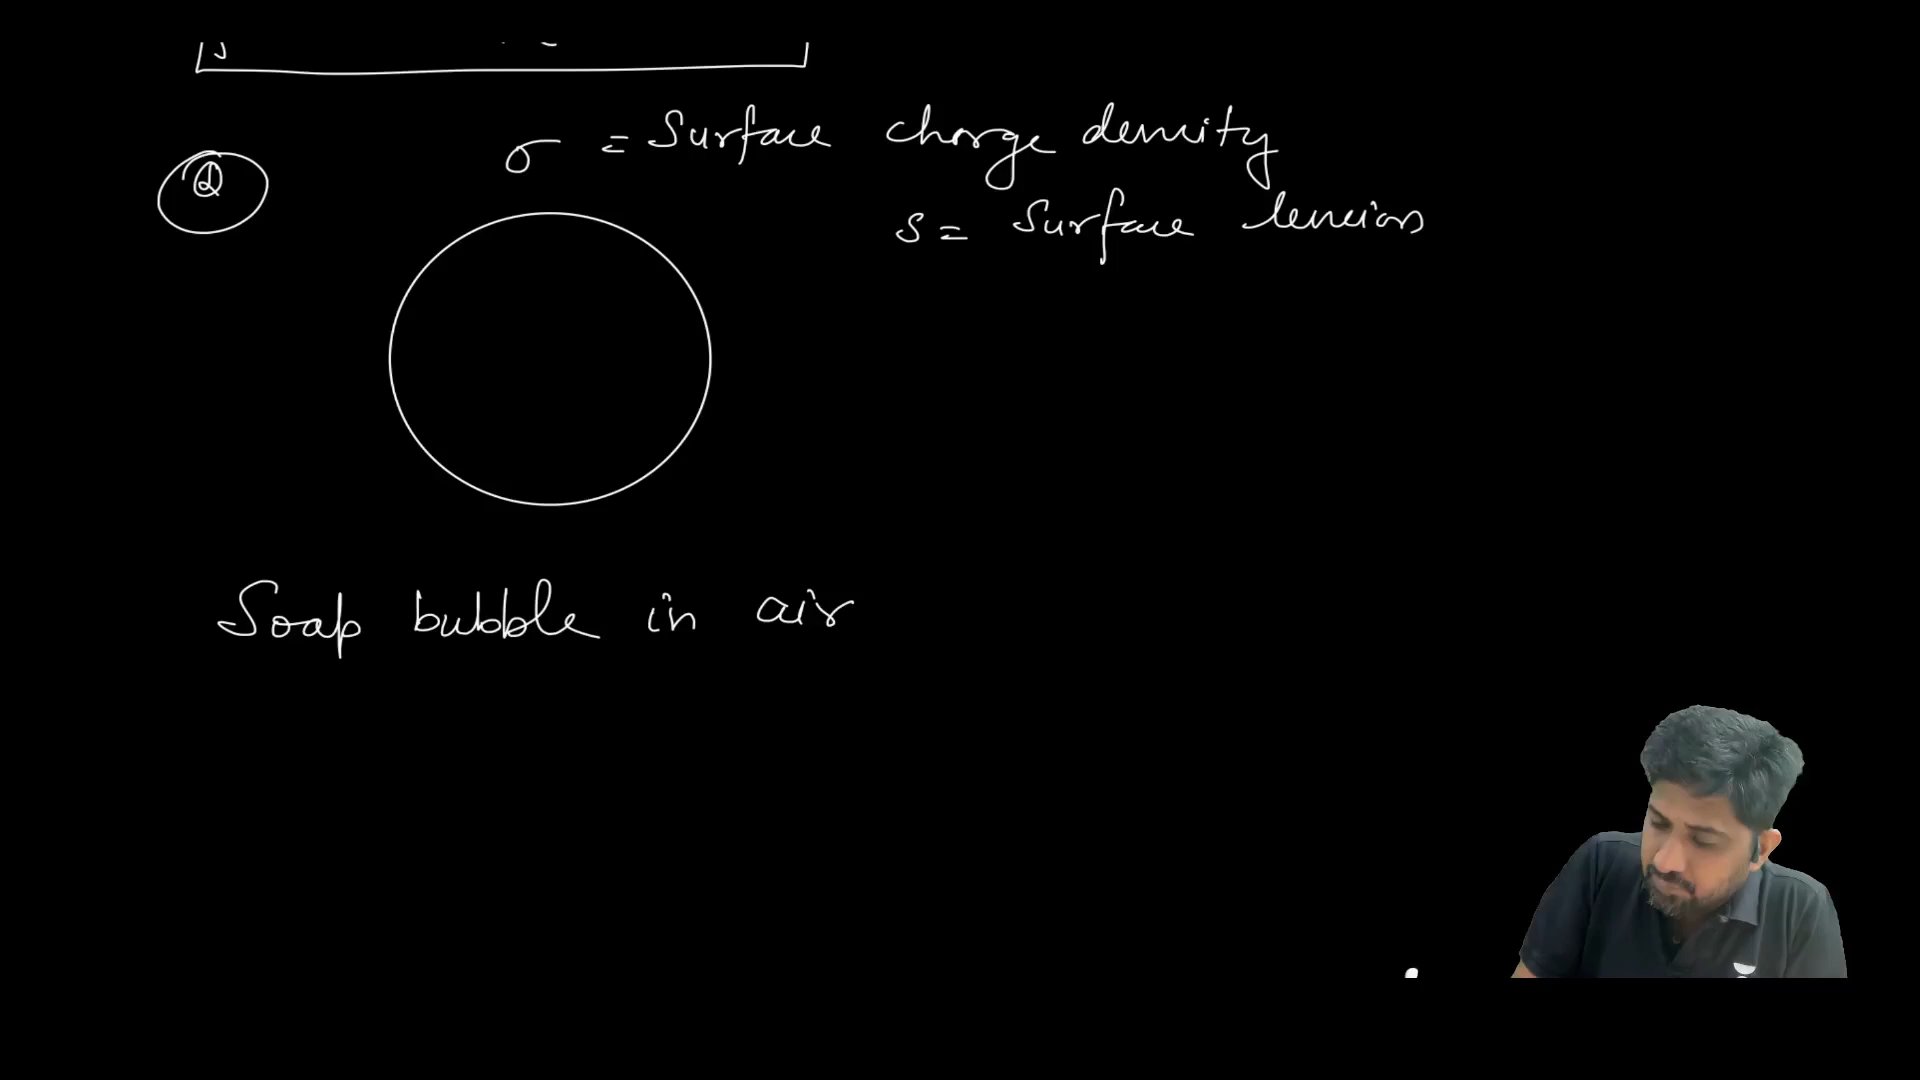 Q
σ = Surface charge density
S = Surface tension
Soap bubble in air